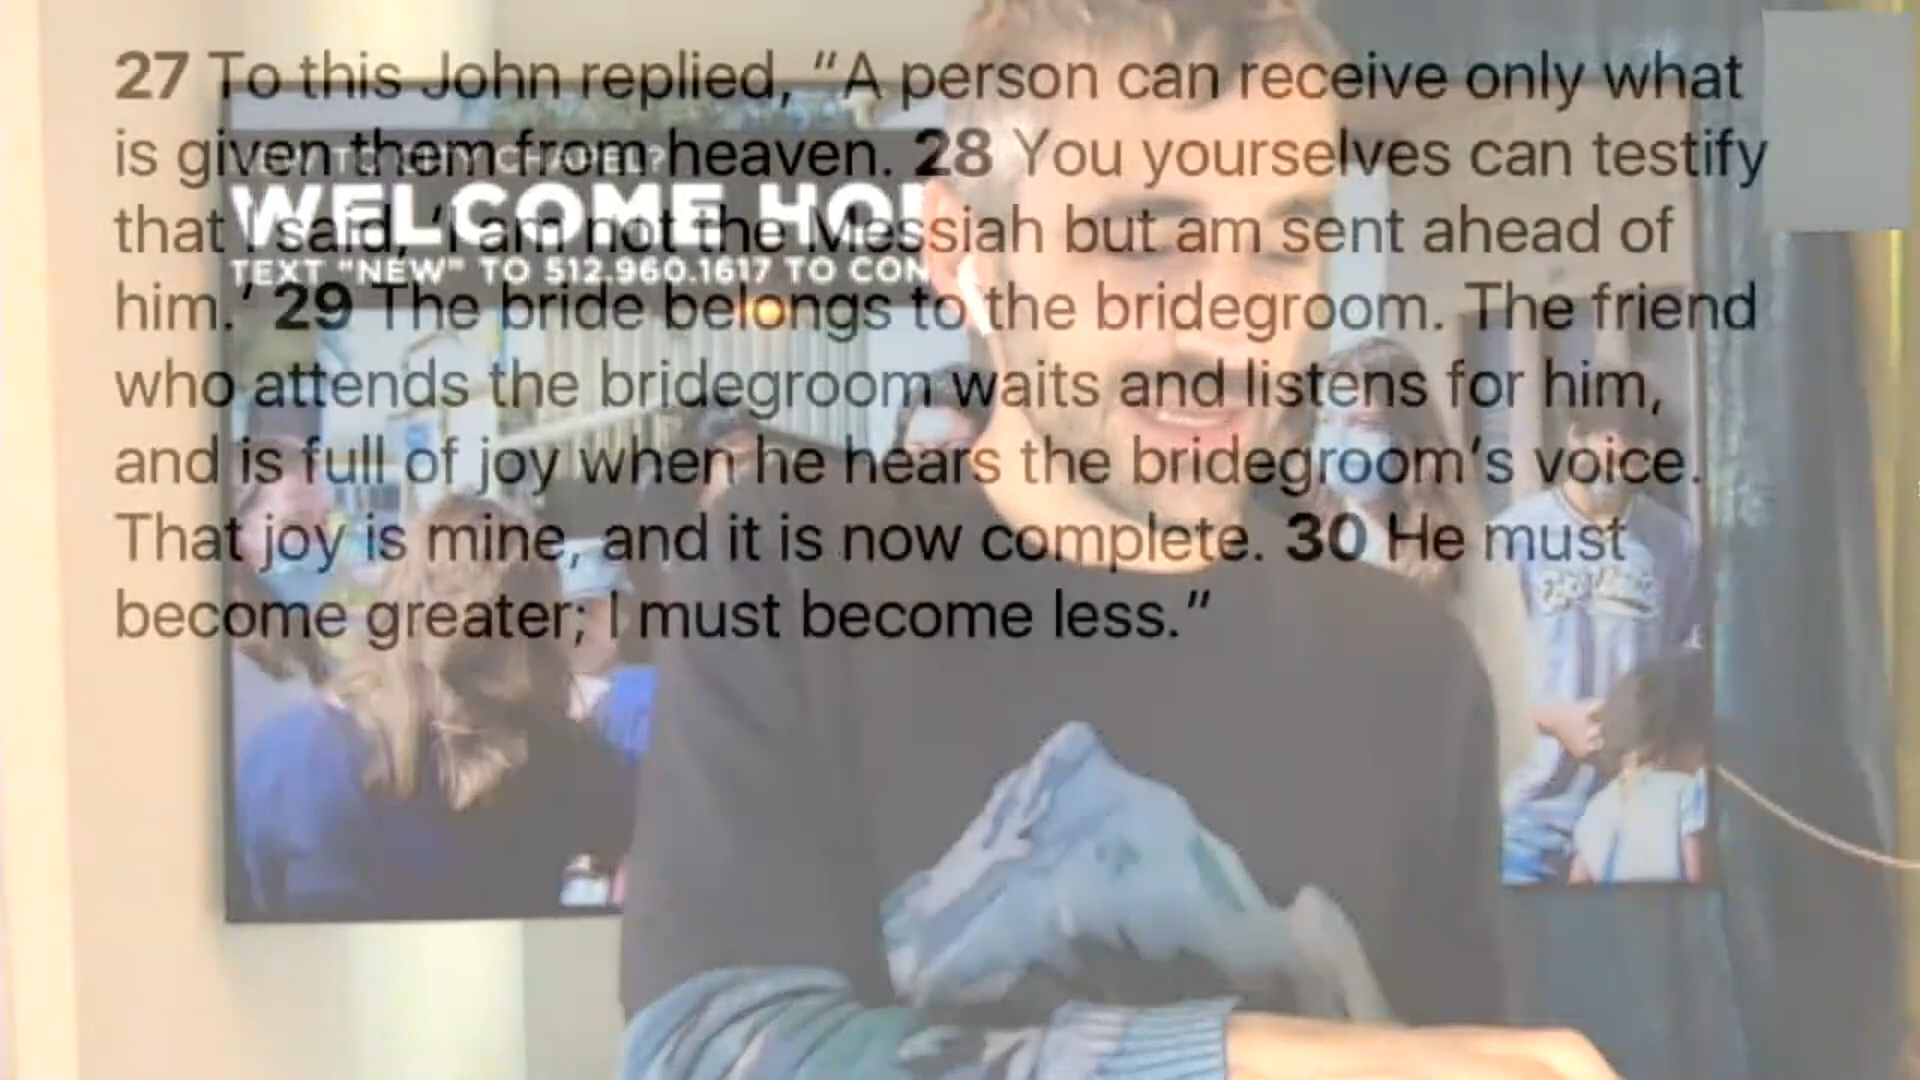 27 To this John replied, “A person can receive only what
is given them from heaven. 28 You yourselves can testify
that I said, ‘I am not the Messiah but am sent ahead of
him.’ 29 The bride belongs to the bridegroom. The friend
who attends the bridegroom waits and listens for him,
and is full of joy when he hears the bridegroom’s voice.
That joy is mine, and it is now complete. 30 He must
become greater; I must become less.”
TO CITY CHAPEL?
WELCOME
TEXT "NEW" TO 512.960.1617 TO